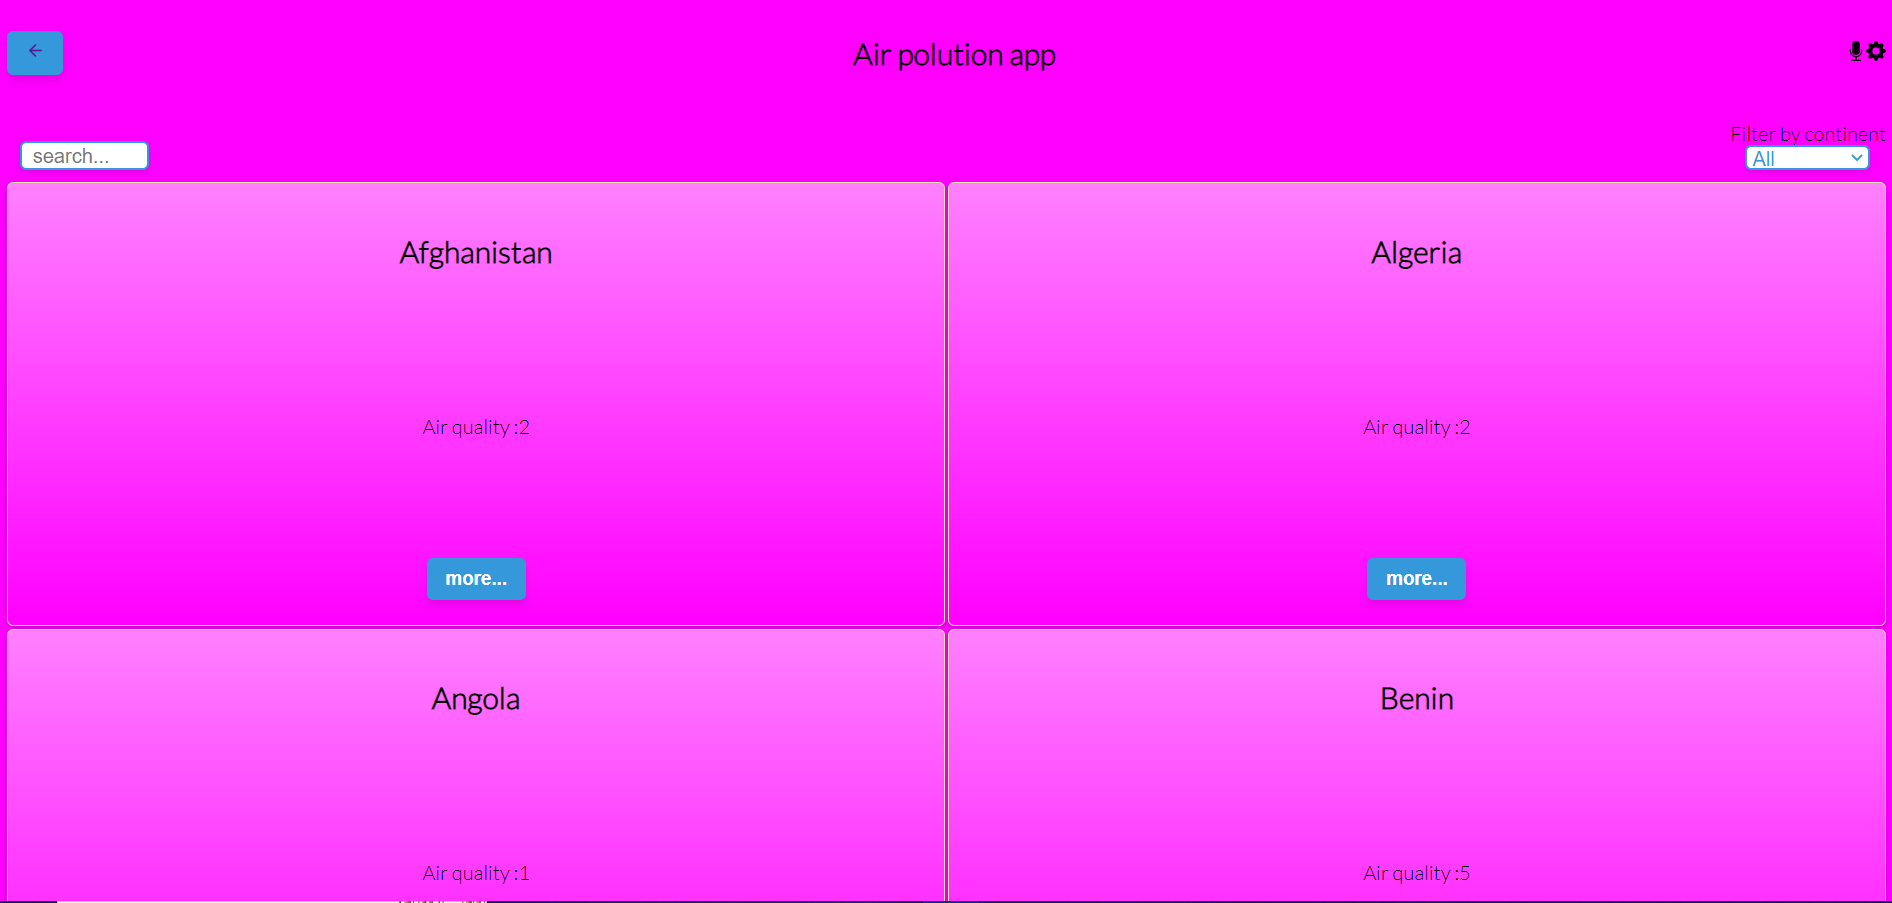 Air polution app
Filter by continent
search...
All
Afghanistan
Algeria
Air quality :2
Air quality :2
more...
more...
Angola
Benin
Air quality :1
Air quality :5